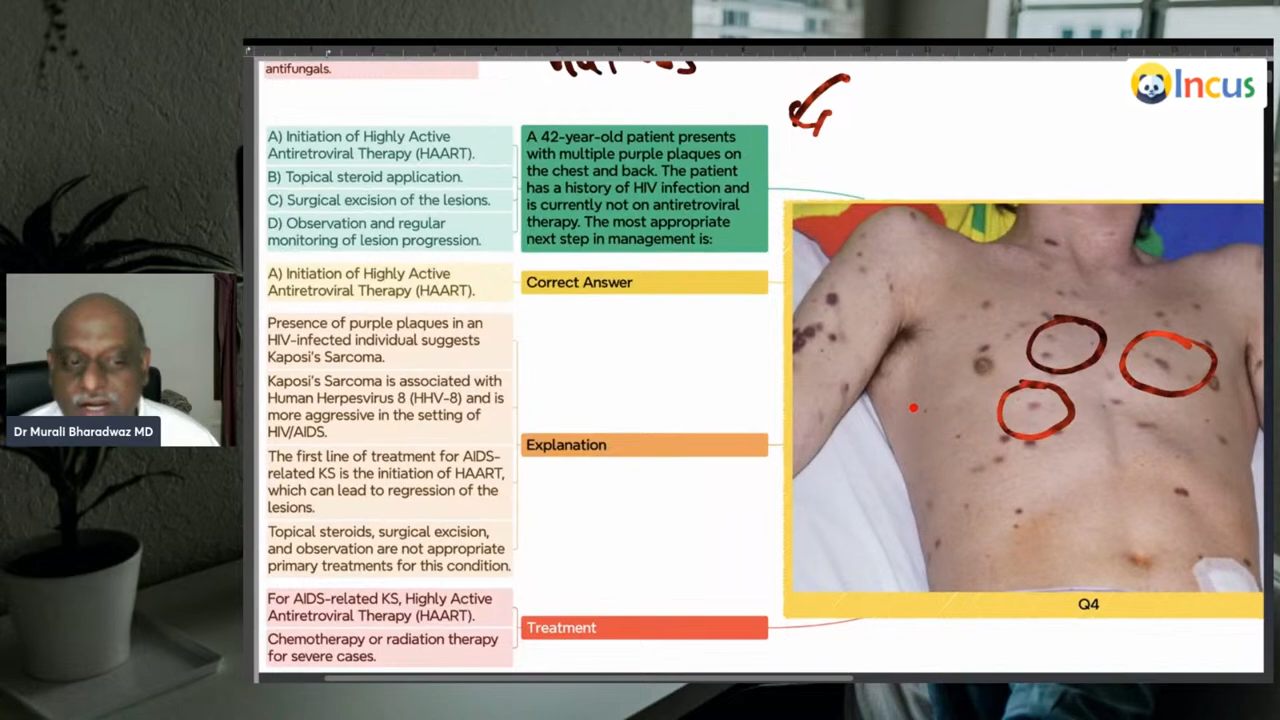 antifungals.
Incus
A) Initiation of Highly Active
Antiretroviral Therapy (HAART).
B) Topical steroid application.
C) Surgical excision of the lesions.
D) Observation and regular
monitoring of lesion progression.
A 42-year-old patient presents
with multiple purple plaques on
the chest and back. The patient
has a history of HIV infection and
is currently not on antiretroviral
therapy. The most appropriate
next step in management is:
A) Initiation of Highly Active
Antiretroviral Therapy (HAART).
Correct Answer
Presence of purple plaques in an
HIV-infected individual suggests
Kaposi's Sarcoma.
Kaposi's Sarcoma is associated with
Human Herpesvirus 8 (HHV-8) and is
more aggressive in the setting of
HIV/AIDS.
The first line of treatment for AIDS-
related KS is the initiation of HAART,
which can lead to regression of the
lesions.
Topical steroids, surgical excision,
and observation are not appropriate
primary treatments for this condition.
Explanation
For AIDS-related KS, Highly Active
Antiretroviral Therapy (HAART).
Chemotherapy or radiation therapy
for severe cases.
Treatment
Q4
Dr Murali Bharadwaz MD